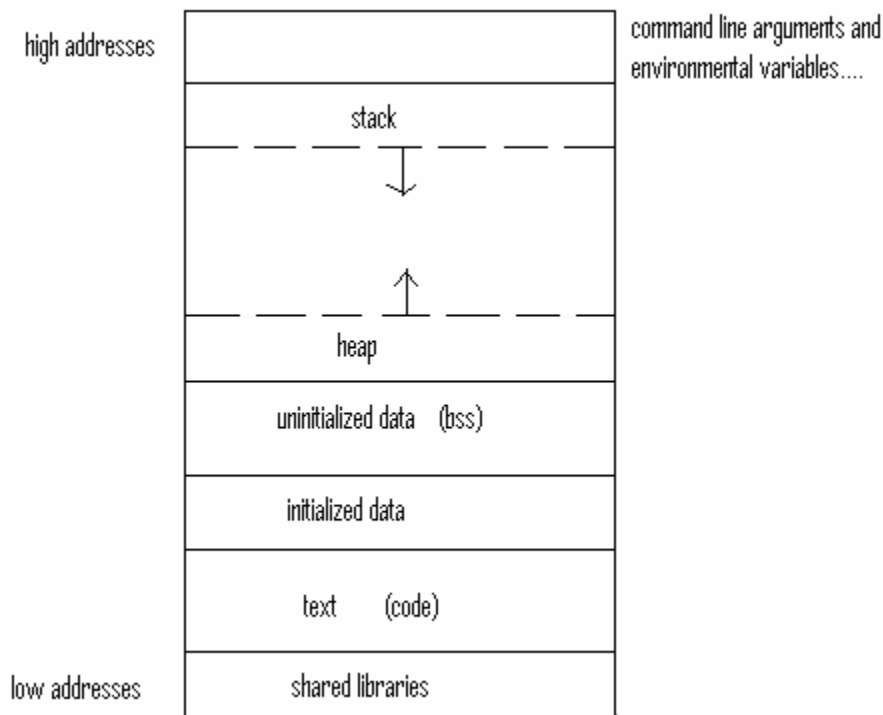 high addresses
command line arguments and
environmental variables....
stack
heap
uninitialized data (bss)
initialized data
text (code)
low addresses
shared libraries